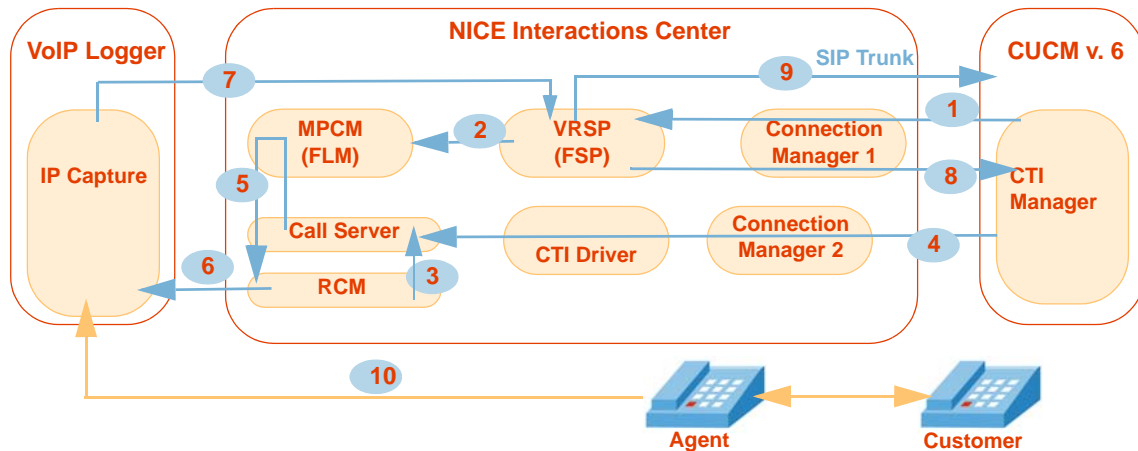 VoIP Logger
NICE Interactions Center
CUCM v. 6
7
9
SIP Trunk
1
MPCM
(FLM)
2
VRSP
(FSP)
Connection
Manager 1
IP Capture
5
8
CTI
Manager
Call Server
CTI Driver
Connection
Manager 2
4
6
RCM
3
10
Agent
Customer